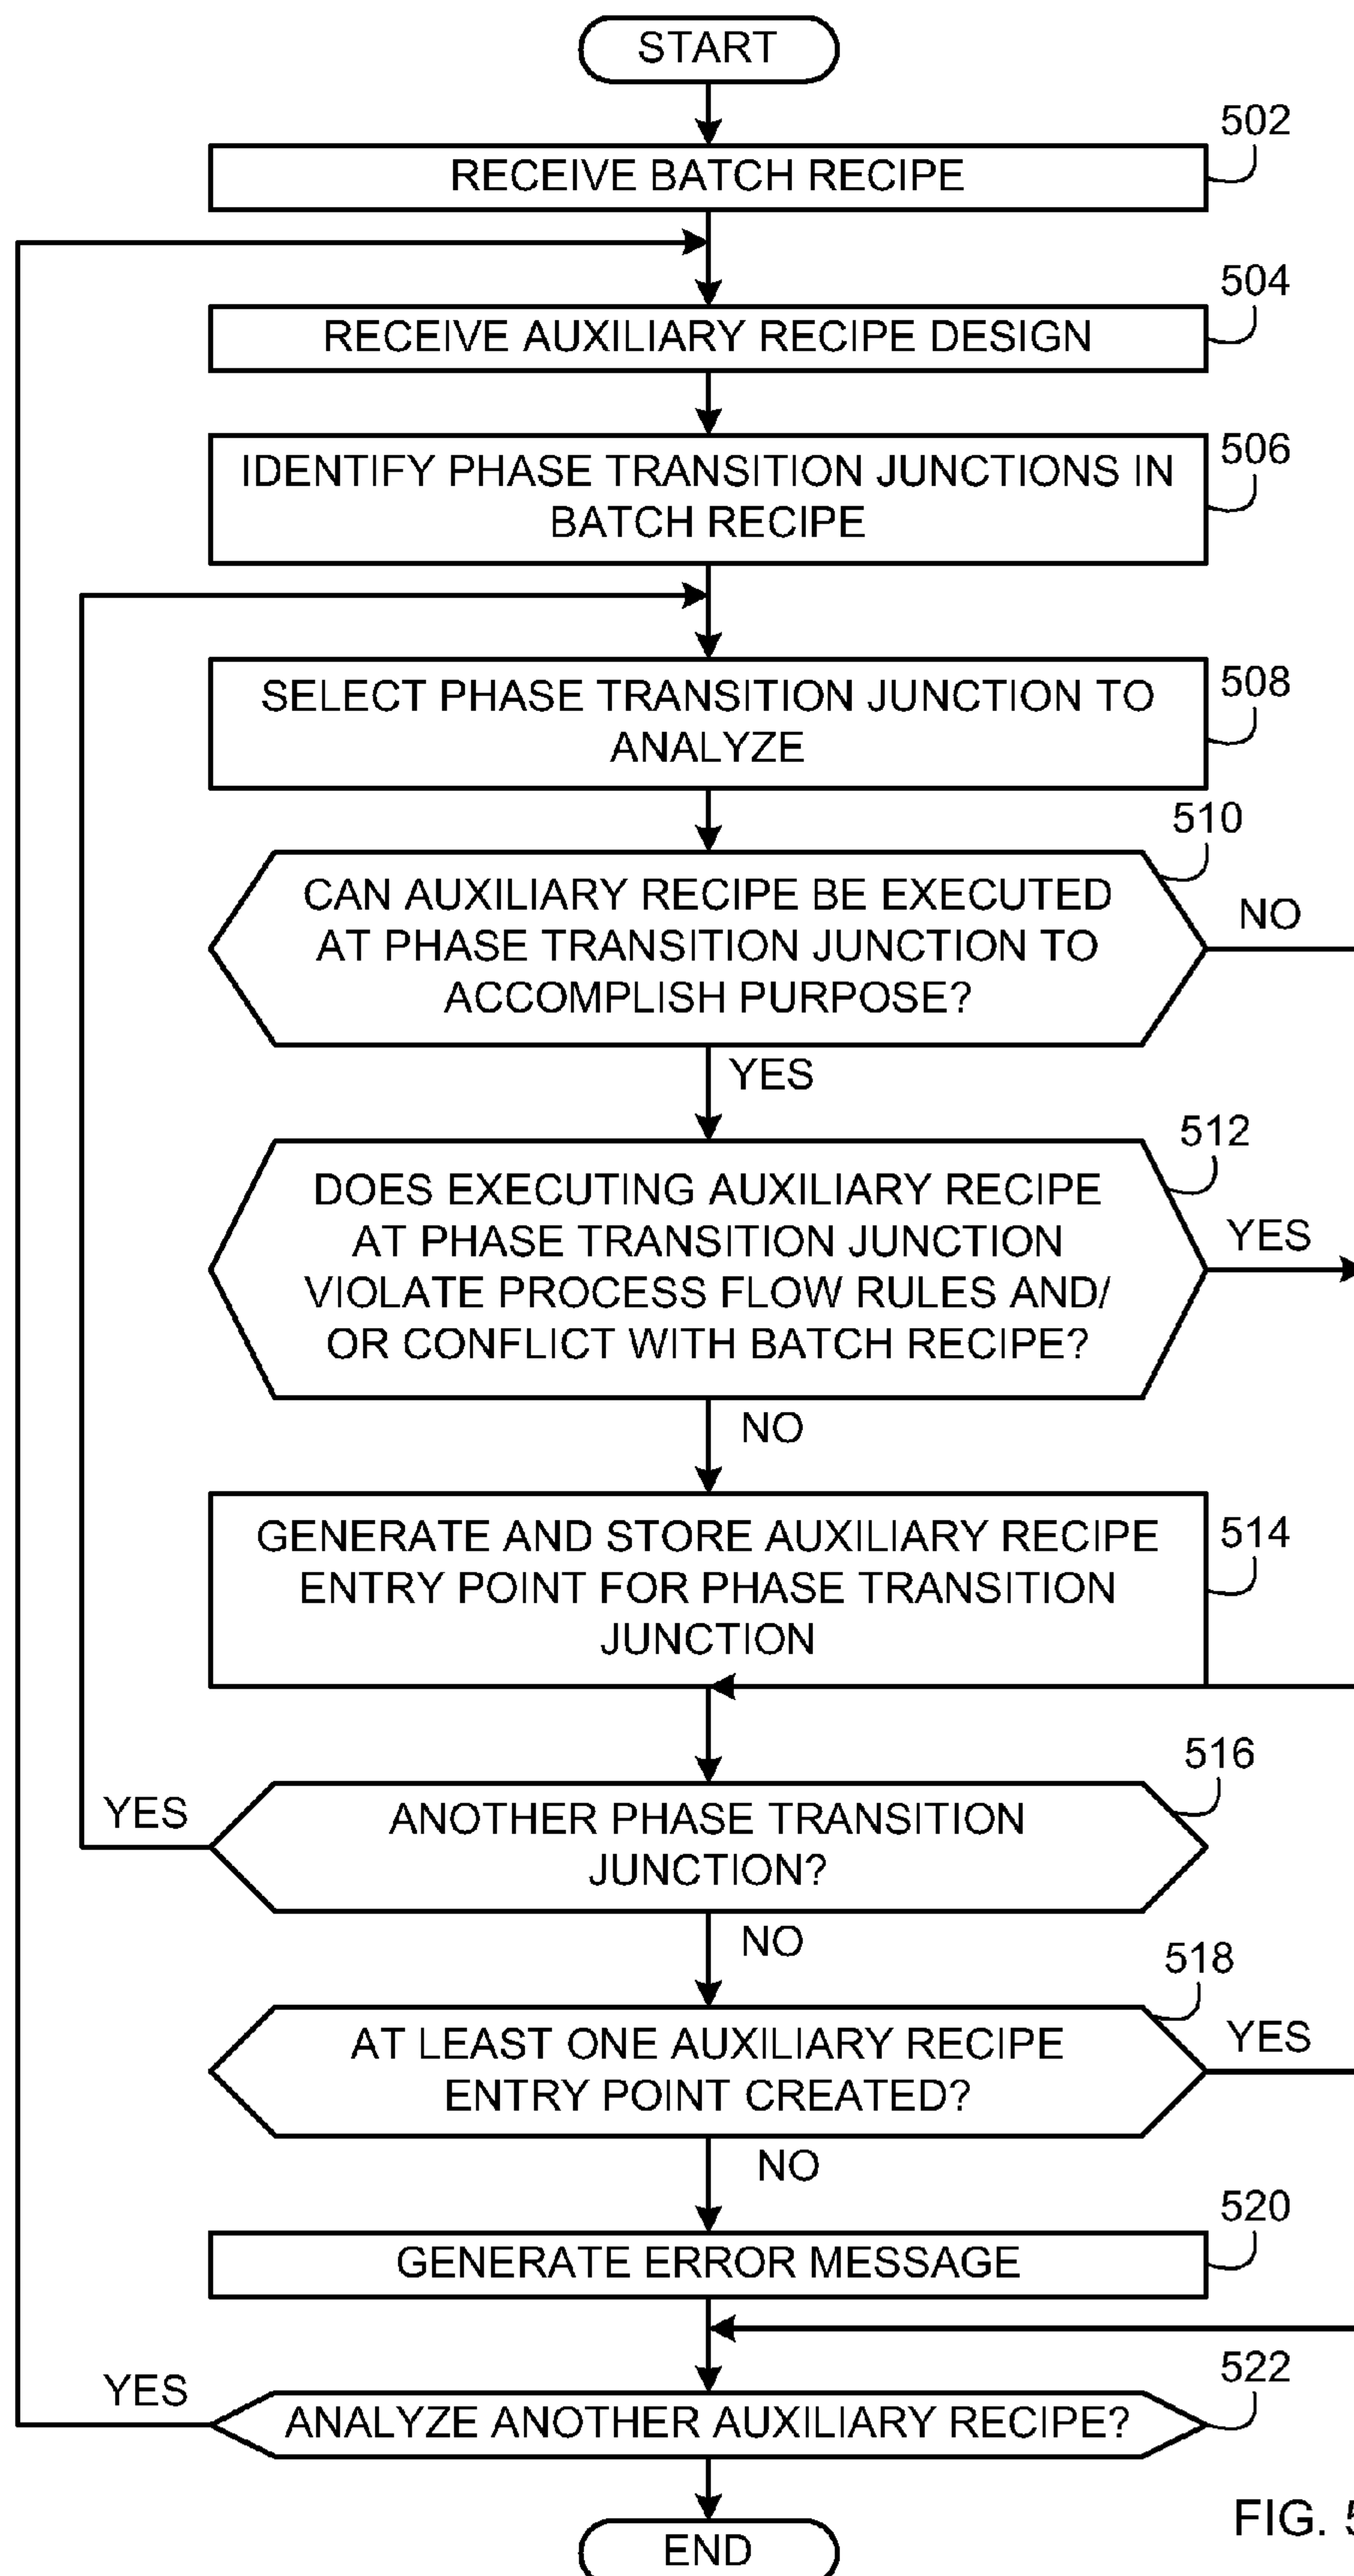 START
502
RECEIVE BATCH RECIPE
504
RECEIVE AUXILIARY RECIPE DESIGN
506
IDENTIFY PHASE TRANSITION JUNCTIONS IN
BATCH RECIPE
508
SELECT PHASE TRANSITION JUNCTION TO
ANALYZE
510
CAN AUXILIARY RECIPE BE EXECUTED
AT PHASE TRANSITION JUNCTION TO
ACCOMPLISH PURPOSE?
NO
YES
512
DOES EXECUTING AUXILIARY RECIPE
AT PHASE TRANSITION JUNCTION
VIOLATE PROCESS FLOW RULES AND/
OR CONFLICT WITH BATCH RECIPE?
YES
NO
514
GENERATE AND STORE AUXILIARY RECIPE
ENTRY POINT FOR PHASE TRANSITION
JUNCTION
516
YES
ANOTHER PHASE TRANSITION
JUNCTION?
NO
518
AT LEAST ONE AUXILIARY RECIPE
ENTRY POINT CREATED?
YES
NO
520
GENERATE ERROR MESSAGE
522
YES
ANALYZE ANOTHER AUXILIARY RECIPE?
END
FIG. 5